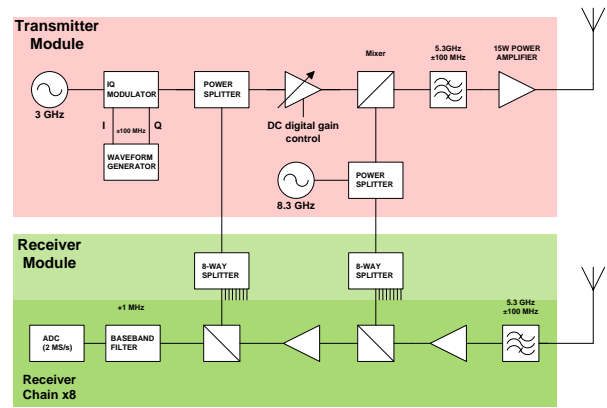 Transmitter
Module
IQ
MODULATOR
POWER
SPLITTER
Mixer
5.3GHz
±100 MHz
15W POWER
AMPLIFIER
3 GHz
I
±100 MHz
Q
DC digital gain
control
WAVEFORM
GENERATOR
8.3 GHz
POWER
SPLITTER
Receiver
Module
8-WAY
SPLITTER
8-WAY
SPLITTER
+1 MHz
5.3 GHz
±100 MHz
ADC
(2 MS/s)
BASEBAND
FILTER
Receiver
Chain x8